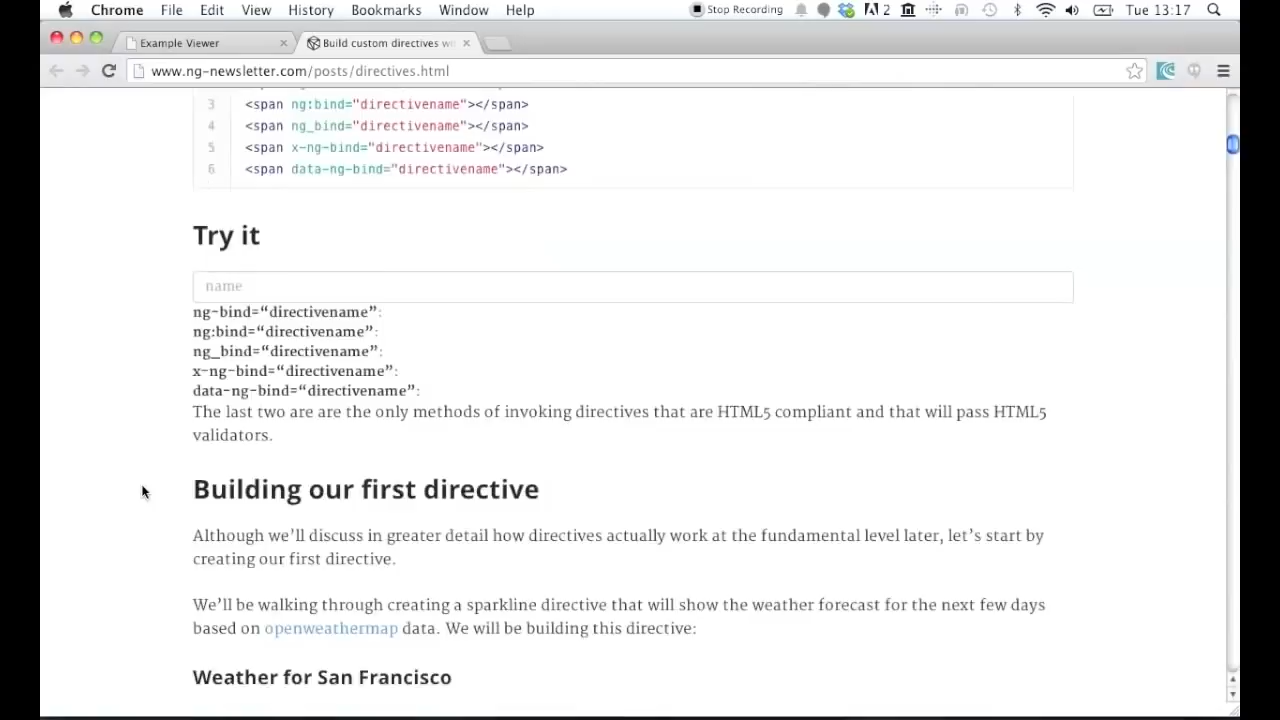 Chrome File Edit View History Bookmarks Window Help Stop Recording 2 Tue 13:17
Example Viewer Build custom directives w
www.ng-newsletter.com/posts/directives.html
3 <span ng:bind="directivename"></span>
4 <span ng_bind="directivename"></span>
5 <span x-ng-bind="directivename"></span>
6 <span data-ng-bind="directivename"></span>
Try it
name
ng-bind=“directivename”:
ng:bind=“directivename”:
ng_bind=“directivename”:
x-ng-bind=“directivename”:
data-ng-bind=“directivename”:
The last two are are the only methods of invoking directives that are HTML5 compliant and that will pass HTML5
validators.
Building our first directive
Although we’ll discuss in greater detail how directives actually work at the fundamental level later, let’s start by
creating our first directive.
We’ll be walking through creating a sparkline directive that will show the weather forecast for the next few days
based on openweathermap data. We will be building this directive:
Weather for San Francisco